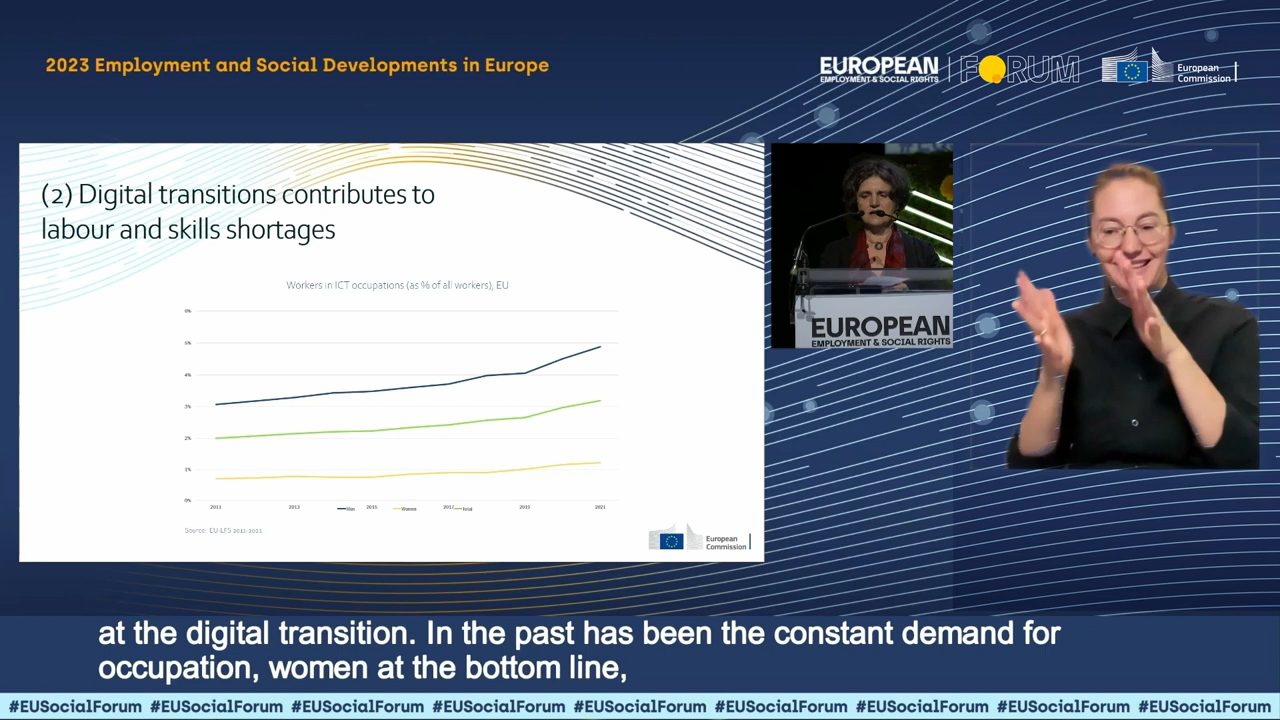 2023 Employment and Social Developments in Europe
EUROPEAN
EMPLOYMENT & SOCIAL RIGHTS
FORUM
European
Commission
(2) Digital transitions contributes to
labour and skills shortages
Workers in ICT occupations (as % of all workers), EU
6%
5%
4%
3%
2%
1%
0%
2011 2013 2015 2017 2019 2021
Men Women Total
Source: EU-LFS 2011-2021
European
Commission
EUROPEAN
EMPLOYMENT & SOCIAL RIGHTS
at the digital transition. In the past has been the constant demand for
occupation, women at the bottom line,
#EUSocialForum #EUSocialForum #EUSocialForum #EUSocialForum #EUSocialForum #EUSocialForum #EUSocialForum #EUSocialForum #EUSocialForum